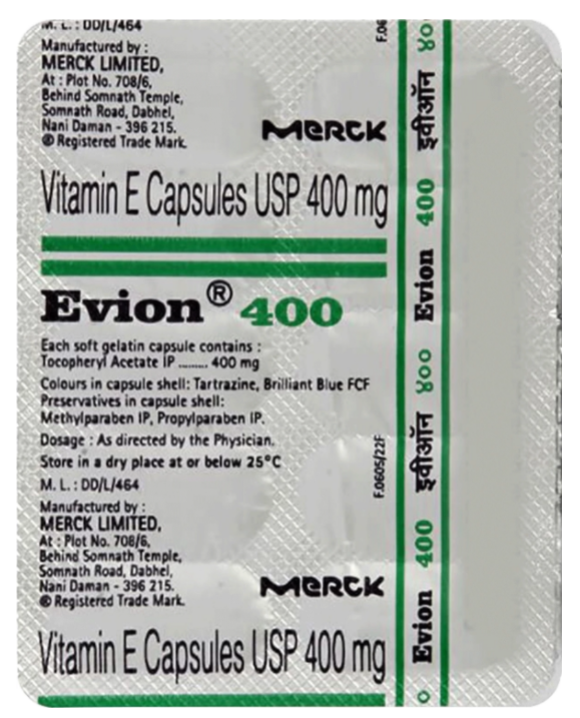 M. L. : DD/L/464
Manufactured by :
MERCK LIMITED,
At : Plot No. 708/6,
Behind Somnath Temple,
Somnath Road, Dabhel,
Nani Daman - 396 215.
® Registered Trade Mark.
MERCK
Vitamin E Capsules USP 400 mg
Evion® 400
Each soft gelatin capsule contains :
Tocopheryl Acetate IP ......... 400 mg
Colours in capsule shell: Tartrazine, Brilliant Blue FCF
Preservatives in capsule shell:
Methylparaben IP, Propylparaben IP.
Dosage : As directed by the Physician.
Store in a dry place at or below 25°C
M. L. : DD/L/464
F.0605/22F
Manufactured by :
MERCK LIMITED,
At : Plot No. 708/6,
Behind Somnath Temple,
Somnath Road, Dabhel,
Nani Daman - 396 215.
® Registered Trade Mark.
MERCK
Vitamin E Capsules USP 400 mg
Evion 400 इवीऑन ४०० Evion 400 इवीऑन ४००